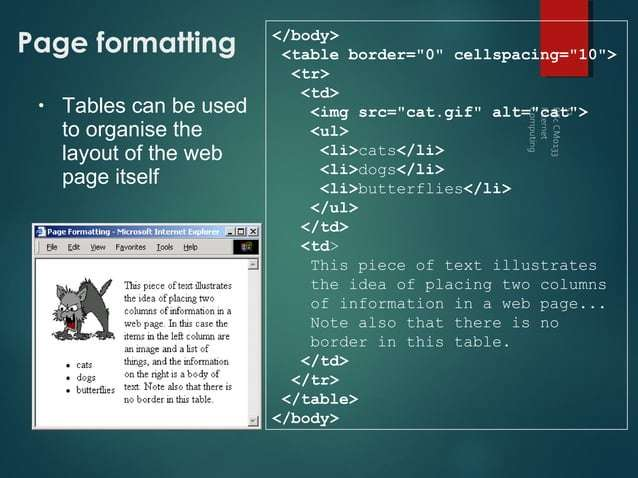 Page formatting
• Tables can be used
to organise the
layout of the web
page itself
Page Formatting - Microsoft Internet Explorer
File Edit View Favorites Tools Help
This piece of text illustrates
the idea of placing two
columns of information in a
web page. In this case the
items in the left column are
an image and a list of
things, and the information
on the right is a body of
text. Note also that there is
no border in this table.
• cats
• dogs
• butterflies
</body>
<table border="0" cellspacing="10">
<tr>
<td>
<img src="cat.gif" alt="cat">
<ul>
<li>cats</li>
<li>dogs</li>
<li>butterflies</li>
</ul>
</td>
<td>
This piece of text illustrates
the idea of placing two columns
of information in a web page...
Note also that there is no
border in this table.
</td>
</tr>
</table>
</body>
CM0133